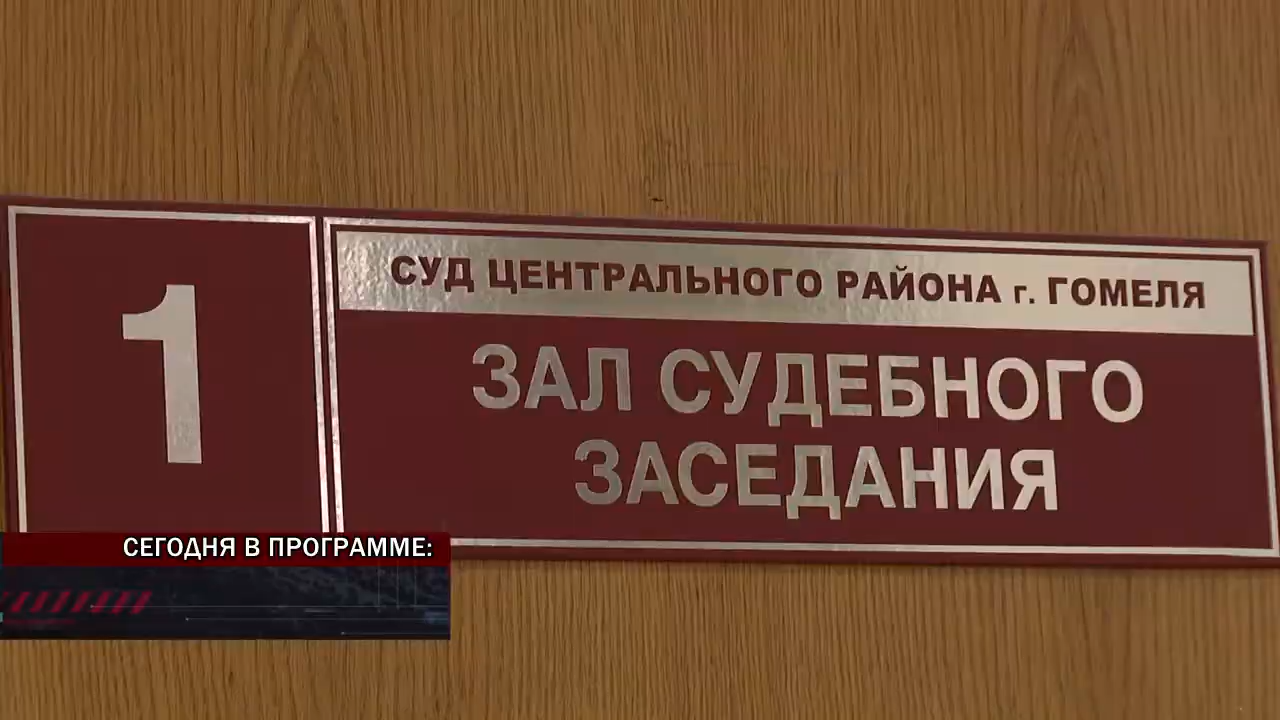 1
СУД ЦЕНТРАЛЬНОГО РАЙОНА г. ГОМЕЛЯ
ЗАЛ СУДЕБНОГО
ЗАСЕДАНИЯ
СЕГОДНЯ В ПРОГРАММЕ: